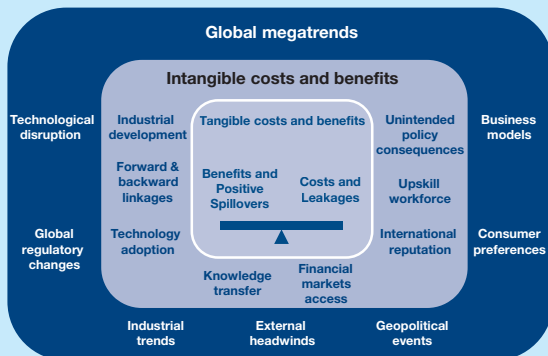 Global megatrends
Intangible costs and benefits
Technological
disruption
Industrial
development
Tangible costs and benefits
Unintended
policy
consequences
Business
models
Forward &
backward
linkages
Benefits and
Positive
Spillovers
Costs and
Leakages
Upskill
workforce
Global
regulatory
changes
Technology
adoption
International
reputation
Consumer
preferences
Knowledge
transfer
Financial
markets
access
Industrial
trends
External
headwinds
Geopolitical
events